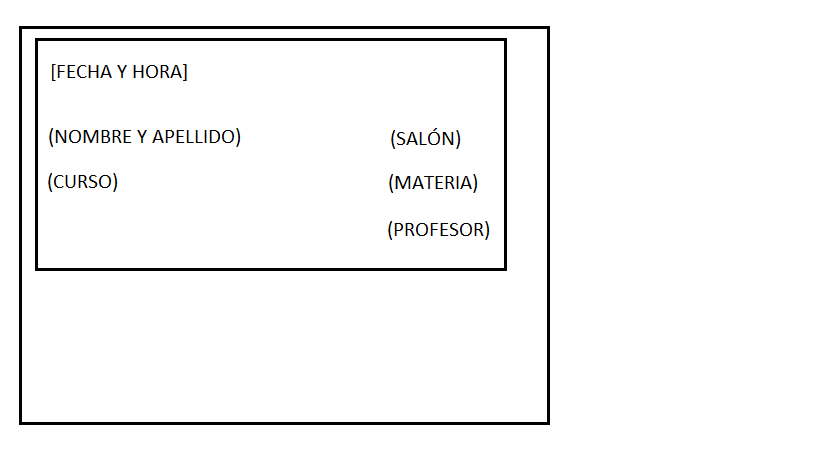 [FECHA Y HORA]
(NOMBRE Y APELLIDO) (SALÓN)
(CURSO) (MATERIA)
(PROFESOR)